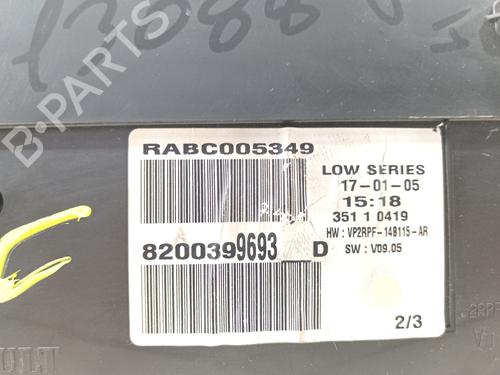 13088
RABC005349
LOW SERIES
17-01-05
15:18
351 1 0419
HW : VP2RPF-14B115-AR
SW : V09.05
8200399693 D
2/3
B-Parts